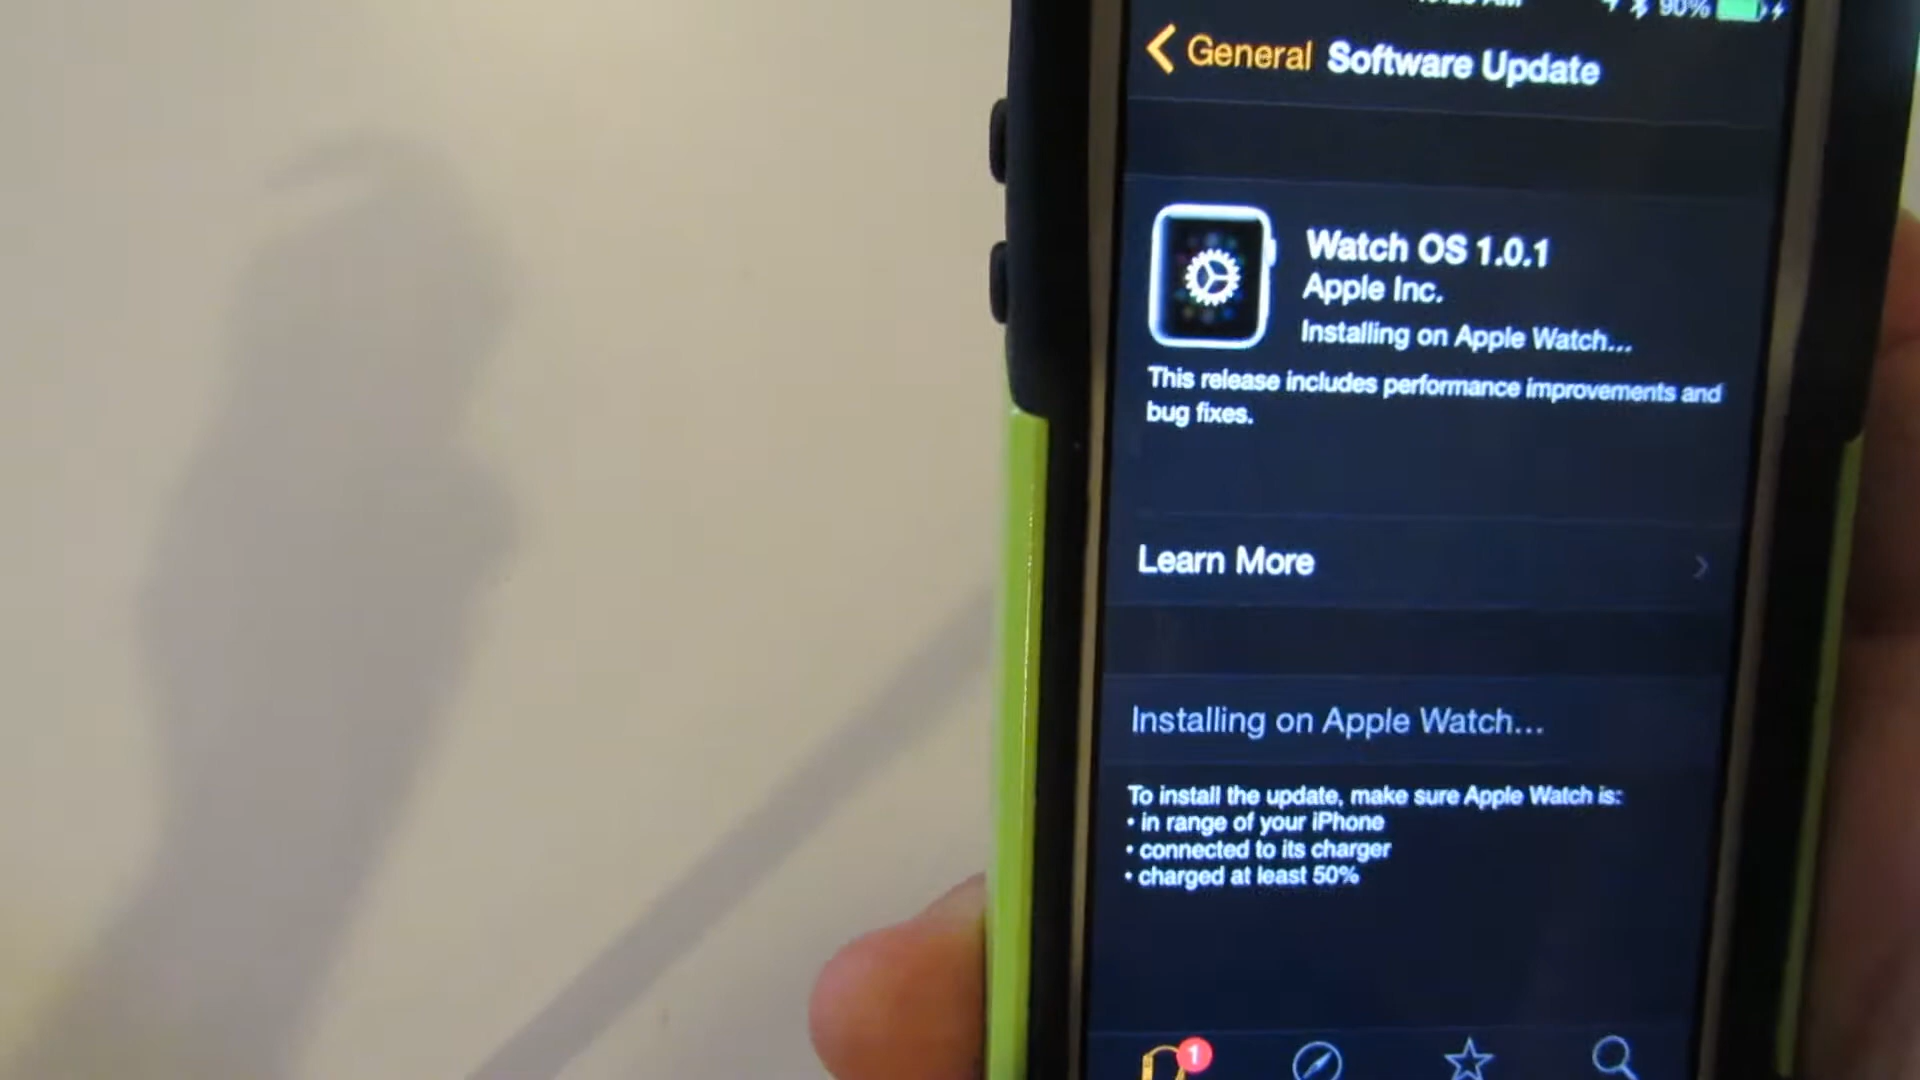 90%
General Software Update
Watch OS 1.0.1
Apple Inc.
Installing on Apple Watch...
This release includes performance improvements and
bug fixes.
Learn More
Installing on Apple Watch...
To install the update, make sure Apple Watch is:
• in range of your iPhone
• connected to its charger
• charged at least 50%
1